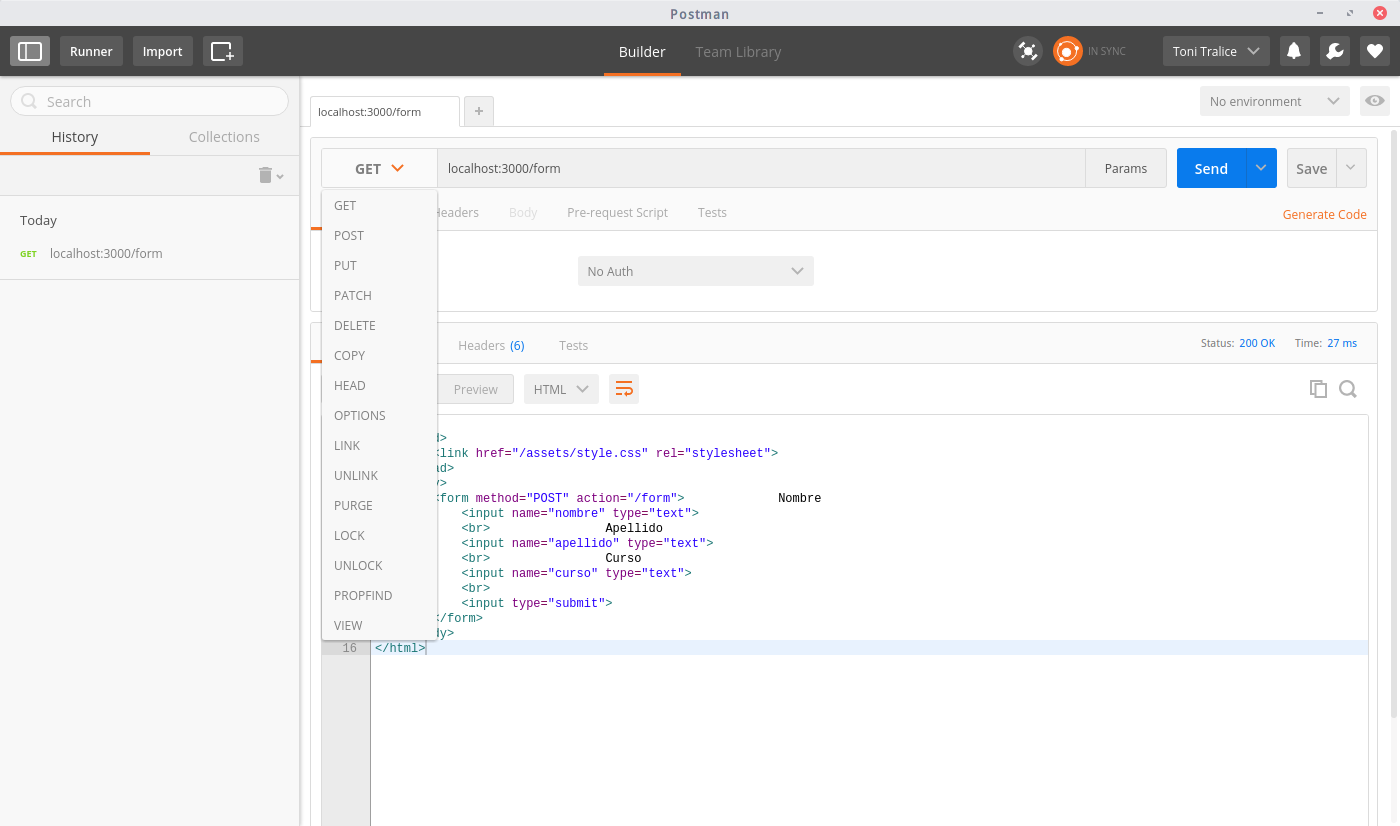 Postman
Runner Import Builder Team Library IN SYNC Toni Tralice
Search
History Collections
Today
GET localhost:3000/form
localhost:3000/form + No environment
GET localhost:3000/form Params Send Save
Headers Body Pre-request Script Tests Generate Code
No Auth
GET
POST
PUT
PATCH
DELETE
COPY
HEAD
OPTIONS
LINK
UNLINK
PURGE
LOCK
UNLOCK
PROPFIND
VIEW
Headers (6) Tests Status: 200 OK Time: 27 ms
Preview HTML
d>
<link href="/assets/style.css" rel="stylesheet">
ad>
y>
<form method="POST" action="/form"> Nombre
<input name="nombre" type="text">
<br> Apellido
<input name="apellido" type="text">
<br> Curso
<input name="curso" type="text">
<br>
<input type="submit">
</form>
dy>
16 </html>